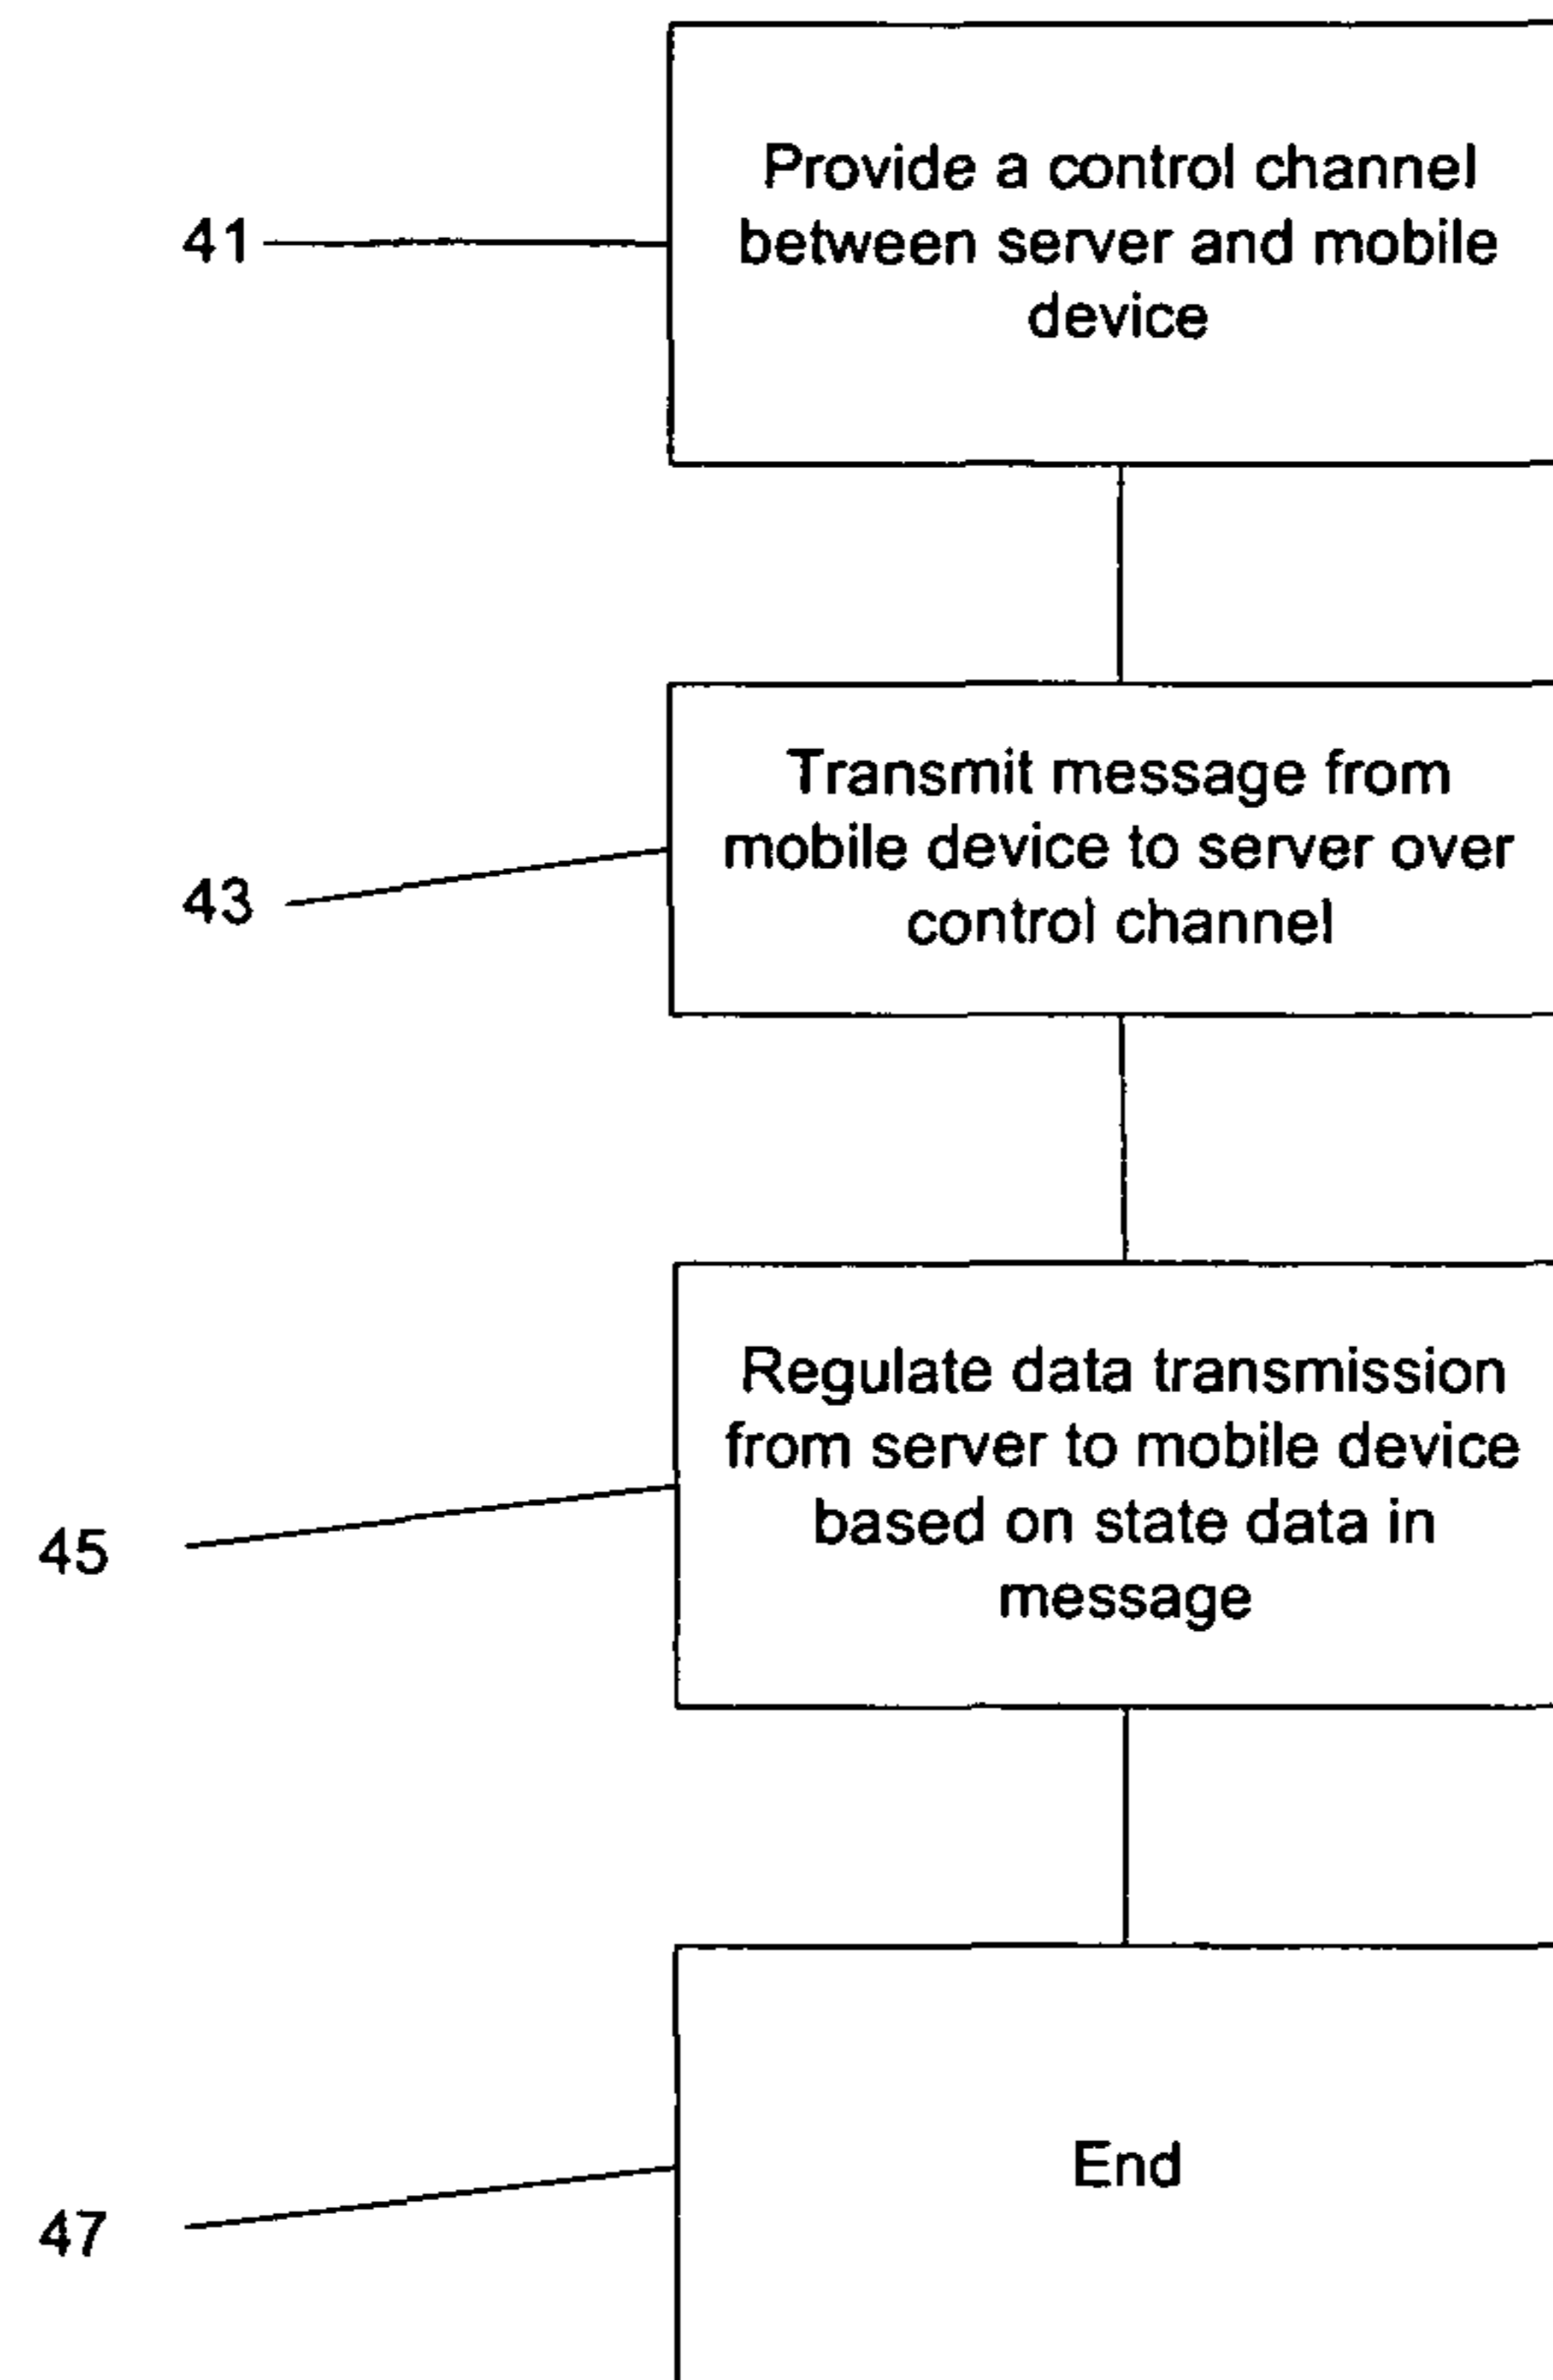 Provide a control channel
between server and mobile
device
41
Transmit message from
mobile device to server over
control channel
43
Regulate data transmission
from server to mobile device
based on state data in
message
45
End
47